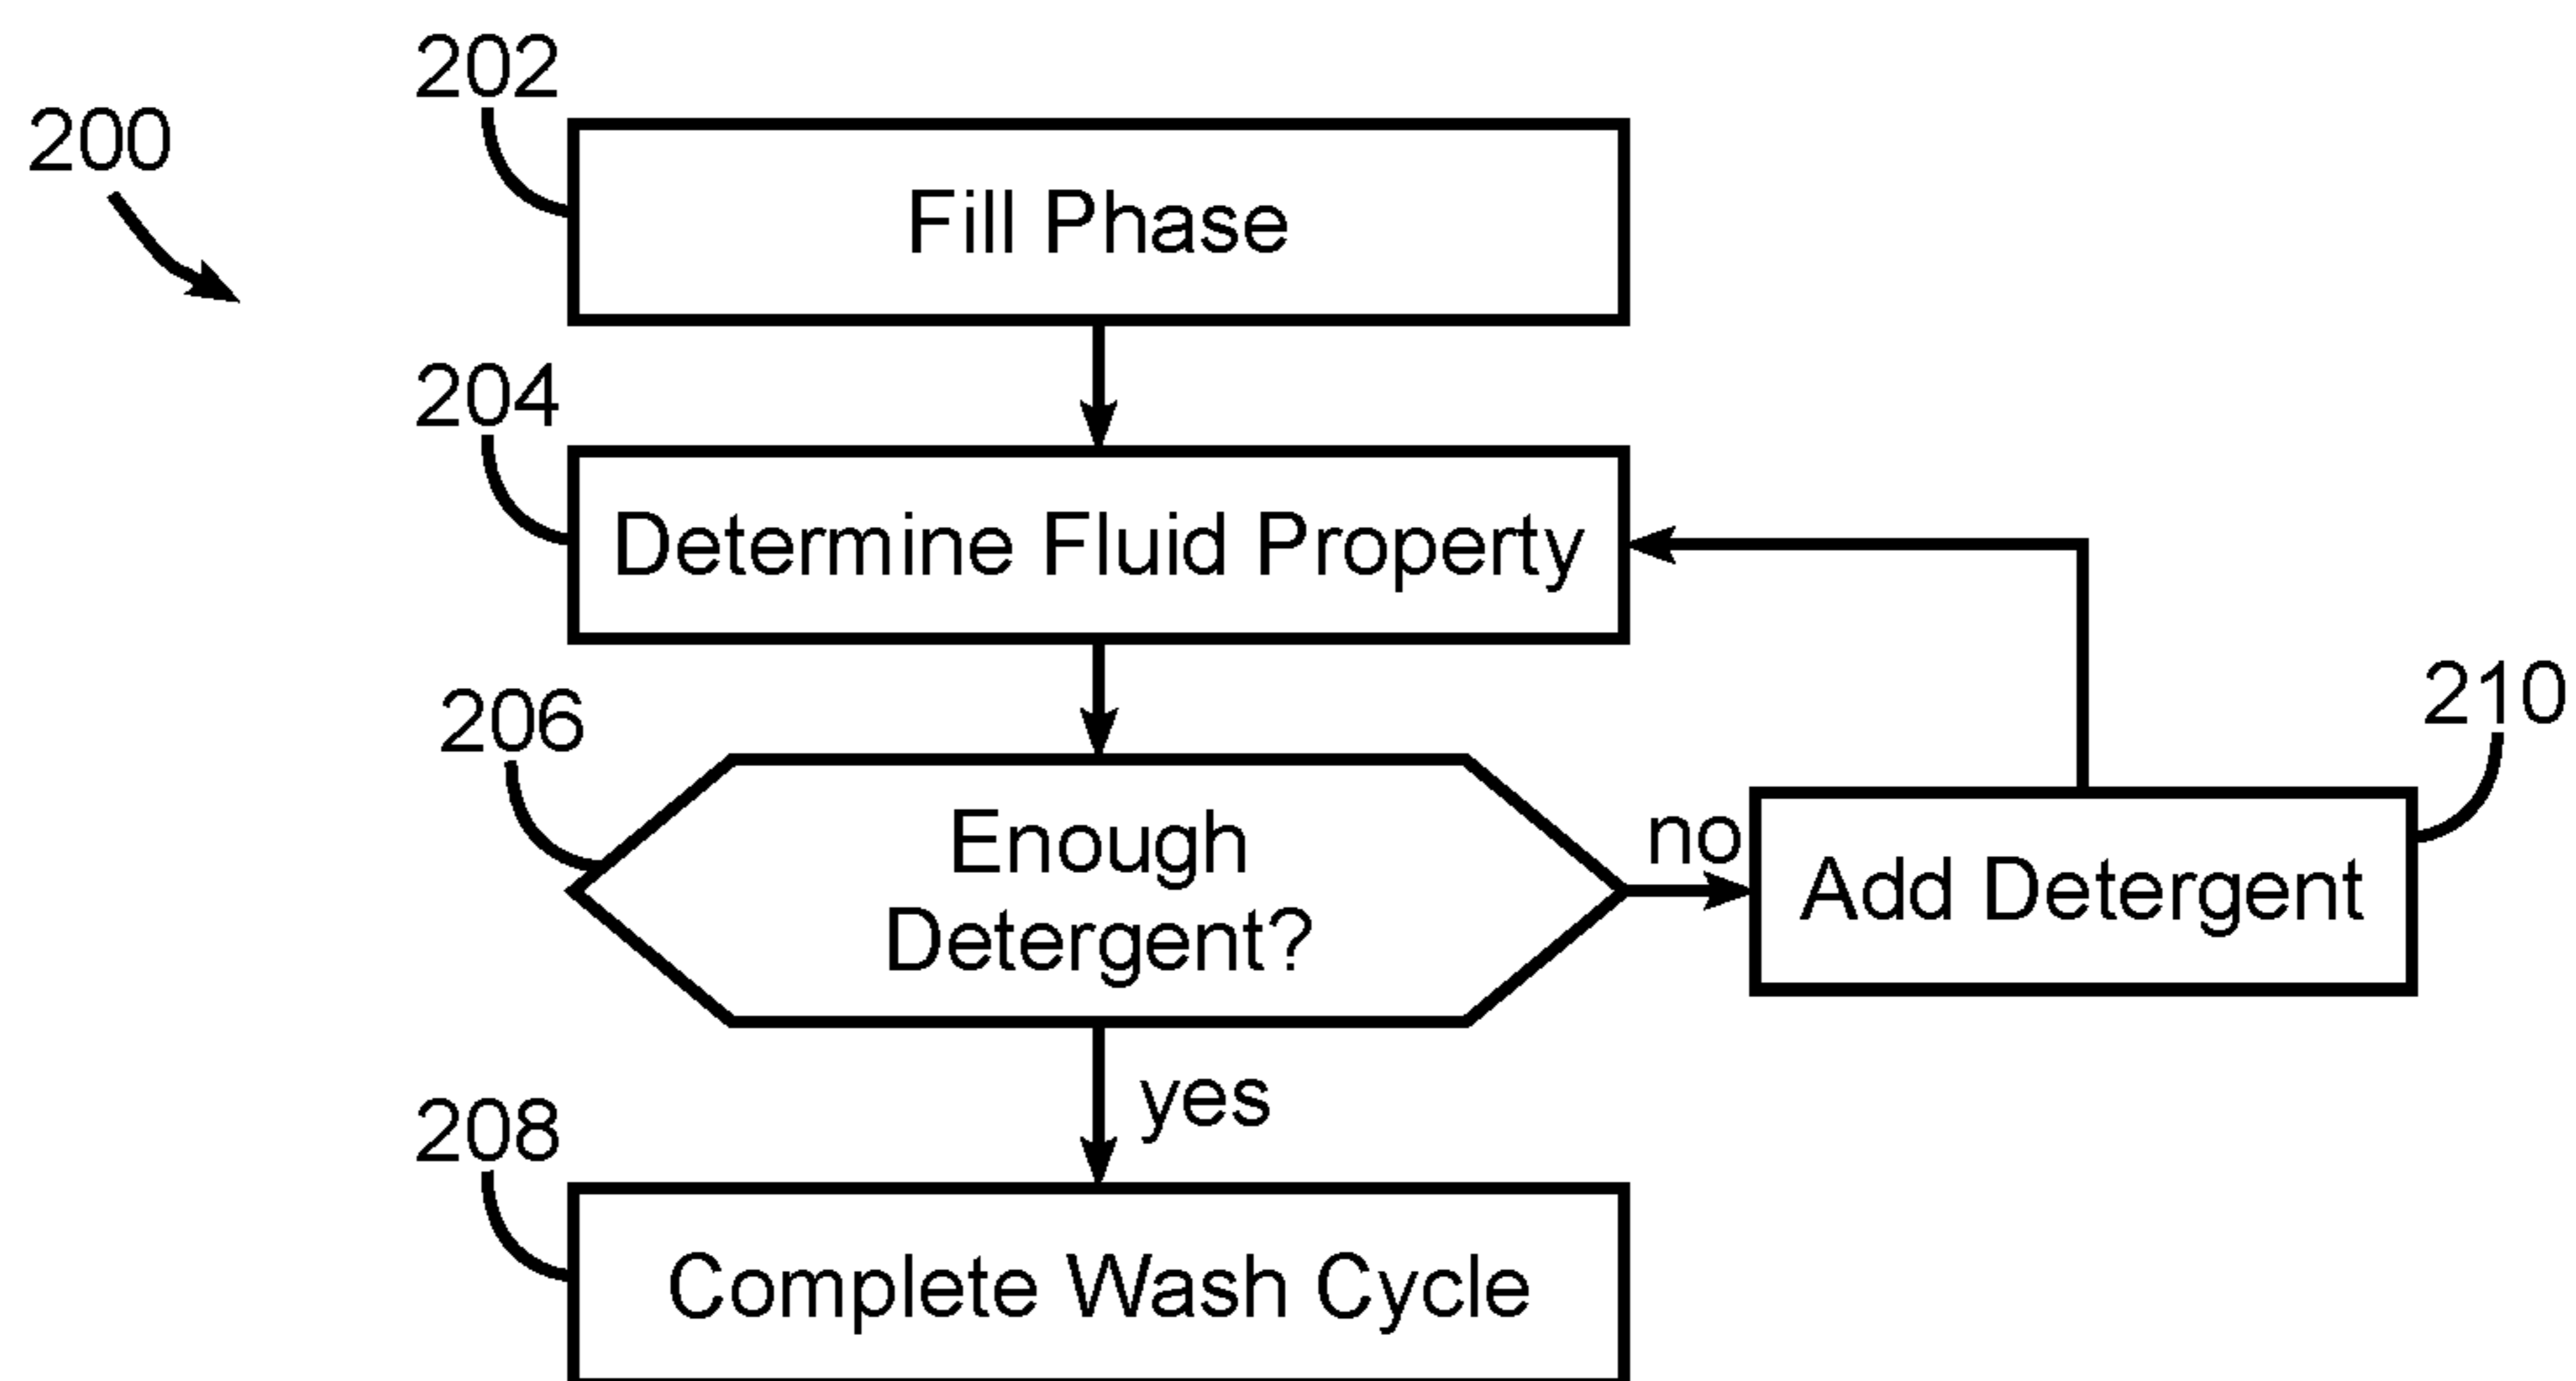 202
200
Fill Phase
204
Determine Fluid Property
206
210
Enough
Detergent?
no
Add Detergent
yes
208
Complete Wash Cycle